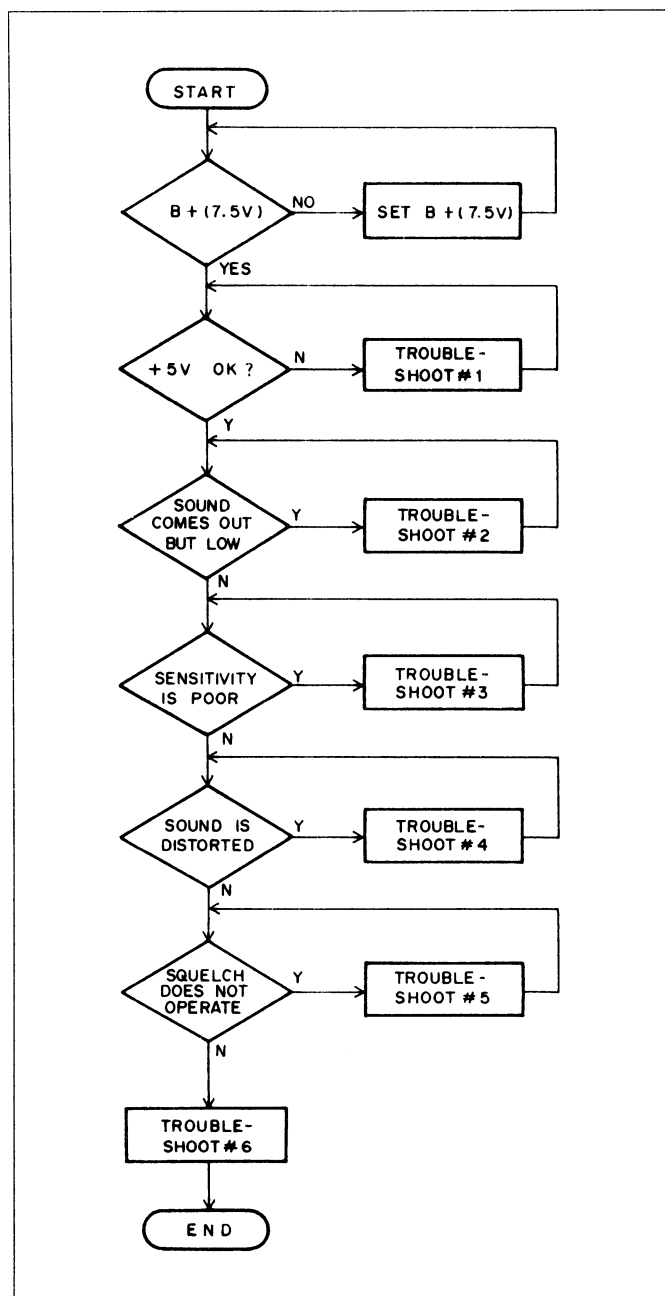 START
B+(7.5V)
NO
SET B+(7.5V)
YES
+5V OK?
N
TROUBLE-
SHOOT#1
Y
SOUND
COMES OUT
BUT LOW
Y
TROUBLE-
SHOOT #2
N
SENSITIVITY
IS POOR
Y
TROUBLE-
SHOOT #3
N
SOUND IS
DISTORTED
Y
TROUBLE-
SHOOT #4
N
SQUELCH
DOES NOT
OPERATE
Y
TROUBLE-
SHOOT #5
N
TROUBLE-
SHOOT #6
END